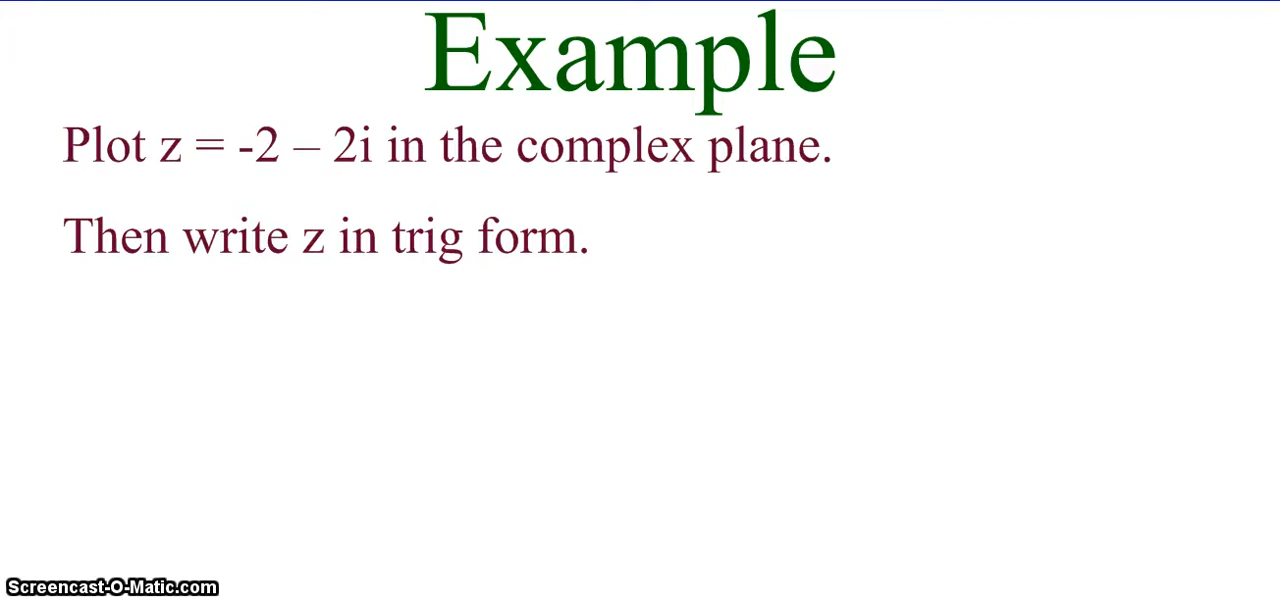 Example
Plot z = -2 – 2i in the complex plane.
Then write z in trig form.
Screencast-O-Matic.com